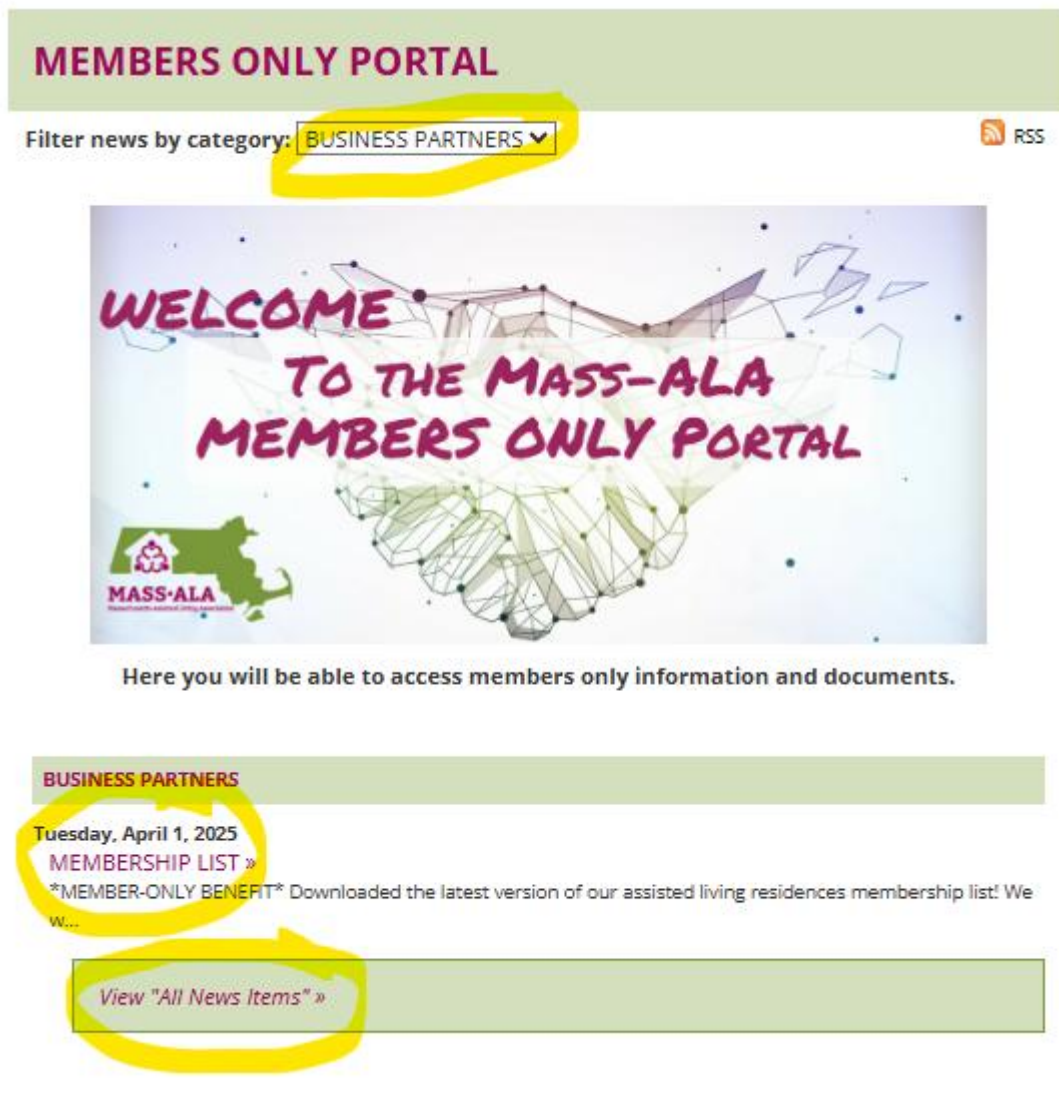 MEMBERS ONLY PORTAL
Filter news by category: BUSINESS PARTNERS
RSS
WELCOME
TO THE MASS-ALA
MEMBERS ONLY PORTAL
MASS•ALA
Here you will be able to access members only information and documents.
BUSINESS PARTNERS
Tuesday, April 1, 2025
MEMBERSHIP LIST »
*MEMBER-ONLY BENEFIT* Downloaded the latest version of our assisted living residences membership list! We
w...
View "All News Items" »